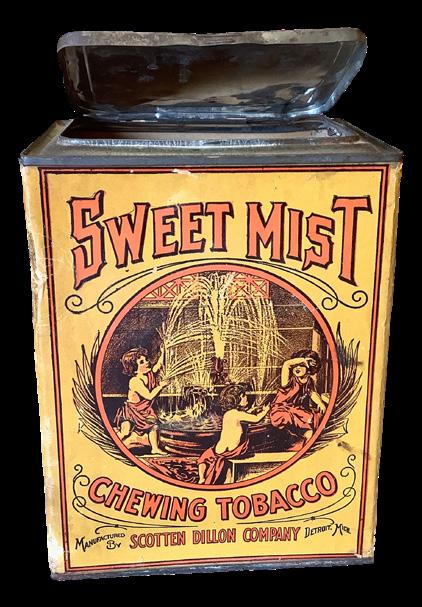 SWEET MIST
CHEWING TOBACCO
MANUFACTURED BY SCOTTEN DILLON COMPANY DETROIT, MICH.